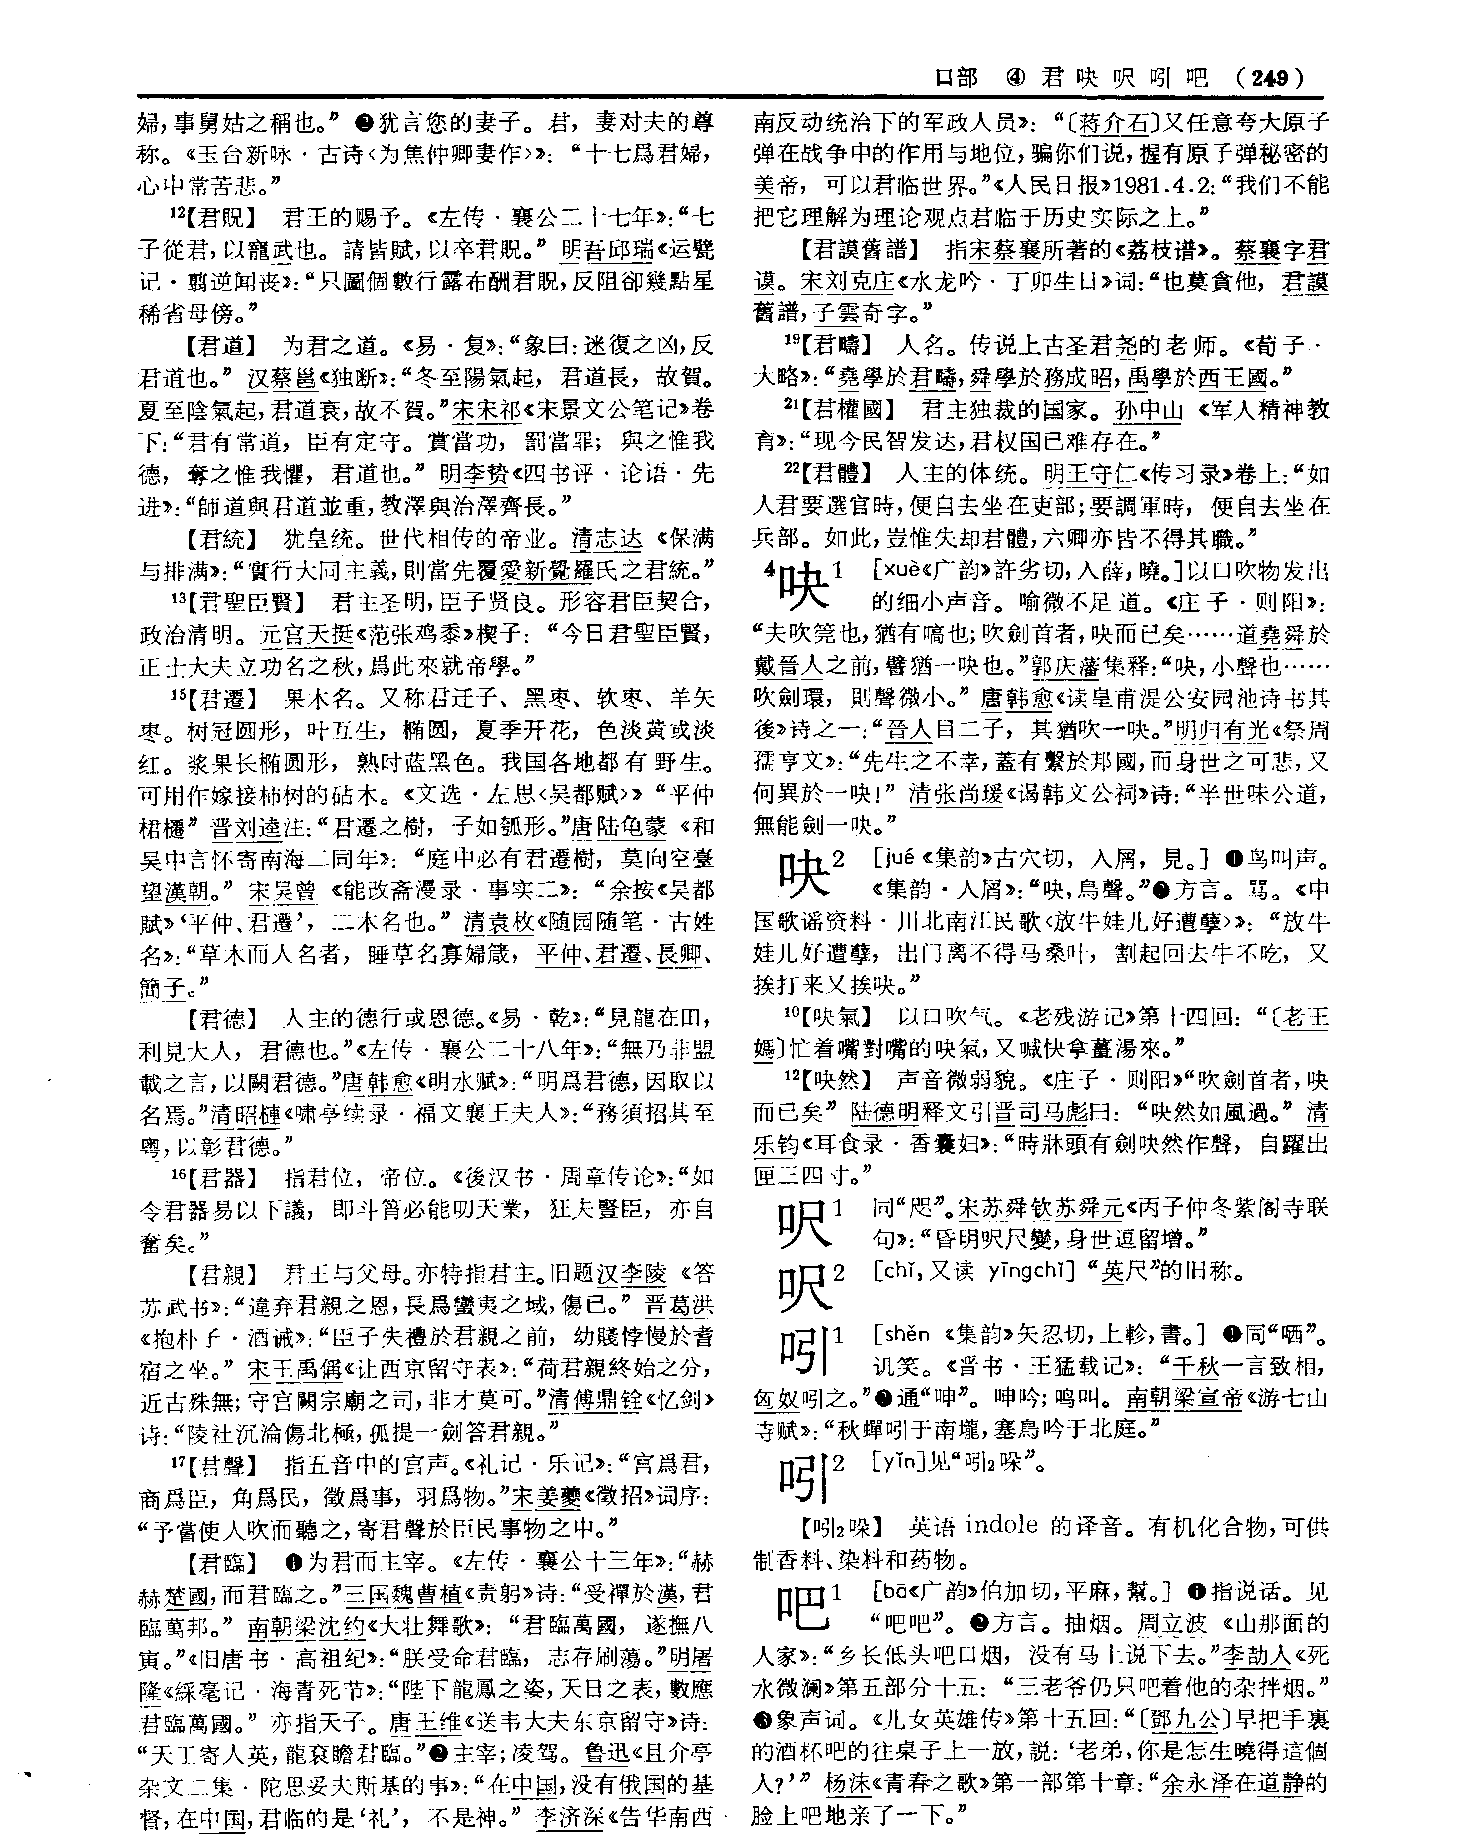 口部 ④ 君吷呎吲吧 (249)
婦,事舅姑之稱也。”❷犹言您的妻子。君,妻对夫的尊
称。《玉台新咏·古诗〈为焦仲卿妻作〉》:“十七爲君婦,
心中常苦悲。”
12【君貺】 君王的赐予。《左传·襄公二十七年》:“七
子從君,以寵武也。請皆賦,以卒君貺。”明吾邱瑞《运甓
记·翦逆闻丧》:“只圖個數行露布酬君貺,反阻卻幾點星
稀省母傍。”
【君道】 为君之道。《易·复》:“象曰:迷復之凶,反
君道也。”汉蔡邕《独断》:“冬至陽氣起,君道長,故賀。
夏至陰氣起,君道衰,故不賀。”宋宋祁《宋景文公笔记》卷
下:“君有常道,臣有定守。賞當功,罰當罪;與之惟我
德,奪之惟我懼,君道也。”明李贽《四书评·论语·先
进》:“師道與君道並重,教澤與治澤齊長。”
【君統】 犹皇统。世代相传的帝业。清志达《保满
与排满》:“實行大同主義,則當先覆愛新覺羅氏之君統。”
13【君聖臣賢】 君主圣明,臣子贤良。形容君臣契合,
政治清明。元宫天挺《范张鸡黍》楔子:“今日君聖臣賢,
正士大夫立功名之秋,爲此來就帝學。”
15【君遷】 果木名。又称君迁子、黑枣、软枣、羊矢
枣。树冠圆形,叶互生,椭圆,夏季开花,色淡黄或淡
红。浆果长椭圆形,熟时蓝黑色。我国各地都有野生。
可用作嫁接柿树的砧木。《文选·左思〈吴都赋〉》“平仲
桾櫏”晋刘逵注:“君遷之樹,子如瓠形。”唐陆龟蒙《和
吴中言怀寄南海二同年》:“庭中必有君遷樹,莫向空臺
望漢朝。”宋吴曾《能改斋漫录·事实二》:“余按《吴都
賦》‘平仲、君遷’,二木名也。”清袁枚《随园随笔·古姓
名》:“草木而人名者,睡草名寡婦箴,平仲、君遷、長卿、
簡子。”
【君德】 人主的德行或恩德。《易·乾》:“見龍在田,
利見大人,君德也。”《左传·襄公二十八年》:“無乃非盟
載之言,以闕君德。”唐韩愈《明水赋》:“明爲君德,因取以
名焉。”清昭梿《啸亭续录·福文襄王夫人》:“務須招其至
粵,以彰君德。”
16【君器】 指君位,帝位。《後汉书·周章传论》:“如
令君器易以下議,即斗筲必能叨天業,狂夫豎臣,亦自
奮矣。”
【君親】 君王与父母。亦特指君主。旧题汉李陵《答
苏武书》:“違弃君親之恩,長爲蠻夷之域,傷已。”晋葛洪
《抱朴子·酒诫》:“臣子失禮於君親之前,幼賤悖慢於耆
宿之坐。”宋王禹偁《让西京留守表》:“荷君親終始之分,
近古殊無;守宫闕宗廟之司,非才莫可。”清傅鼎铨《忆剑》
诗:“陵社沉淪傷北極,孤提一劍答君親。”
17【君聲】 指五音中的宫声。《礼记·乐记》:“宮爲君,
商爲臣,角爲民,徵爲事,羽爲物。”宋姜夔《徵招》词序:
“予嘗使人吹而聽之,寄君聲於臣民事物之中。”
【君臨】 ❶为君而主宰。《左传·襄公十三年》:“赫
赫楚國,而君臨之。”三国魏曹植《责躬》诗:“受禪於漢,君
臨萬邦。”南朝梁沈约《大壮舞歌》:“君臨萬國,遂撫八
寅。”《旧唐书·高祖纪》:“朕受命君臨,志存刷蕩。”明屠
隆《綵毫记·海青死节》:“陛下龍鳳之姿,天日之表,數應
君臨萬國。”亦指天子。唐王维《送韦大夫东京留守》诗:
“天工寄人英,龍衮瞻君臨。”❷主宰;凌驾。鲁迅《且介亭
杂文二集·陀思妥夫斯基的事》:“在中国,没有俄国的基
督,在中国,君临的是‘礼’,不是神。”李济深《告华南西
南反动统治下的军政人员》:“〔蒋介石〕又任意夸大原子
弹在战争中的作用与地位,骗你们说,握有原子弹秘密的
美帝,可以君临世界。”《人民日报》1981.4.2:“我们不能
把它理解为理论观点君临于历史实际之上。”
【君謨舊譜】 指宋蔡襄所著的《荔枝谱》。蔡襄字君
谟。宋刘克庄《水龙吟·丁卯生日》词:“也莫貪他,君謨
舊譜,子雲奇字。”
19【君疇】 人名。传说上古圣君尧的老师。《荀子·
大略》:“堯學於君疇,舜學於務成昭,禹學於西王國。”
21【君權國】 君主独裁的国家。孙中山《军人精神教
育》:“现今民智发达,君权国已难存在。”
22【君體】 人主的体统。明王守仁《传习录》卷上:“如
人君要選官時,便自去坐在吏部;要調軍時,便自去坐在
兵部。如此,豈惟失却君體,六卿亦皆不得其職。”
4吷1 [xuè《广韵》許劣切,入薛,曉。]以口吹物发出
的细小声音。喻微不足道。《庄子·则阳》:
“夫吹筦也,猶有嗃也;吹劍首者,吷而已矣……道堯舜於
戴晉人之前,譬猶一吷也。”郭庆藩集释:“吷,小聲也……
吹劍環,則聲微小。”唐韩愈《读皇甫湜公安园池诗书其
後》诗之一:“晉人目二子,其猶吹一吷。”明归有光《祭周
孺亨文》:“先生之不幸,蓋有繫於邦國,而身世之可悲,又
何異於一吷!”清张尚瑗《谒韩文公祠》诗:“半世味公道,
無能劍一吷。”
吷2 [jué《集韵》古穴切,入屑,見。] ❶鸟叫声。
《集韵·入屑》:“吷,鳥聲。”❷方言。骂。《中
国歌谣资料·川北南江民歌〈放牛娃儿好遭孽〉》:“放牛
娃儿好遭孽,出门离不得马桑叶,割起回去牛不吃,又
挨打来又挨吷。”
10【吷氣】 以口吹气。《老残游记》第十四回:“〔老王
媽〕忙着嘴對嘴的吷氣,又喊快拿薑湯來。”
12【吷然】 声音微弱貌。《庄子·则阳》“吹劍首者,吷
而已矣”陆德明释文引晋司马彪曰:“吷然如風過。”清
乐钧《耳食录·香囊妇》:“時牀頭有劍吷然作聲,自躍出
匣三四寸。”
呎1 同“咫”。宋苏舜钦苏舜元《丙子仲冬紫阁寺联
句》:“昏明呎尺變,身世逗留增。”
呎2 [chǐ,又读 yīngchǐ] “英尺”的旧称。
吲1 [shěn《集韵》矢忍切,上軫,書。] ❶同“哂”。
讥笑。《晋书·王猛载记》:“千秋一言致相,
匈奴吲之。”❷通“呻”。呻吟;鸣叫。南朝梁宣帝《游七山
寺赋》:“秋蟬吲于南壠,塞鳥吟于北庭。”
吲2 [yǐn]见“吲2哚”。
【吲2哚】 英语 indole 的译音。有机化合物,可供
制香料、染料和药物。
吧1 [bā《广韵》伯加切,平麻,幫。] ❶指说话。见
“吧吧”。❷方言。抽烟。周立波《山那面的
人家》:“乡长低头吧口烟,没有马上说下去。”李劼人《死
水微澜》第五部分十五:“三老爷仍只吧着他的杂拌烟。”
❸象声词。《儿女英雄传》第十五回:“〔鄧九公〕早把手裏
的酒杯吧的往桌子上一放,説:‘老弟,你是怎生曉得這個
人?’”杨沫《青春之歌》第一部第十章:“余永泽在道静的
脸上吧地亲了一下。”